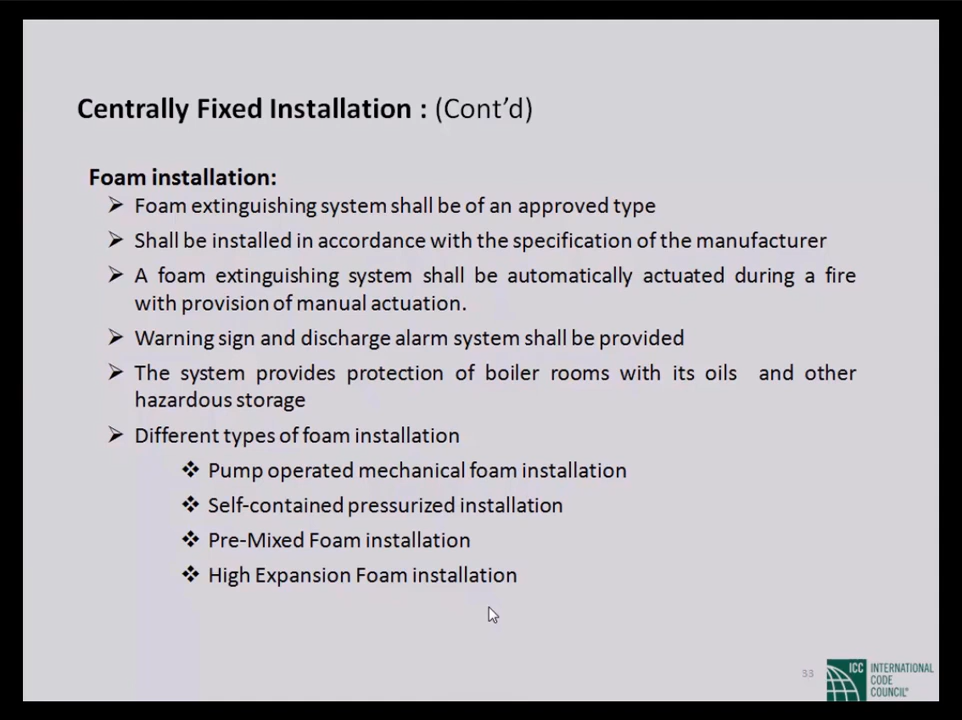 Centrally Fixed Installation : (Cont’d)
Foam installation:
➢ Foam extinguishing system shall be of an approved type
➢ Shall be installed in accordance with the specification of the manufacturer
➢ A foam extinguishing system shall be automatically actuated during a fire
with provision of manual actuation.
➢ Warning sign and discharge alarm system shall be provided
➢ The system provides protection of boiler rooms with its oils and other
hazardous storage
➢ Different types of foam installation
❖ Pump operated mechanical foam installation
❖ Self-contained pressurized installation
❖ Pre-Mixed Foam installation
❖ High Expansion Foam installation
33
ICC
INTERNATIONAL
CODE
COUNCIL®